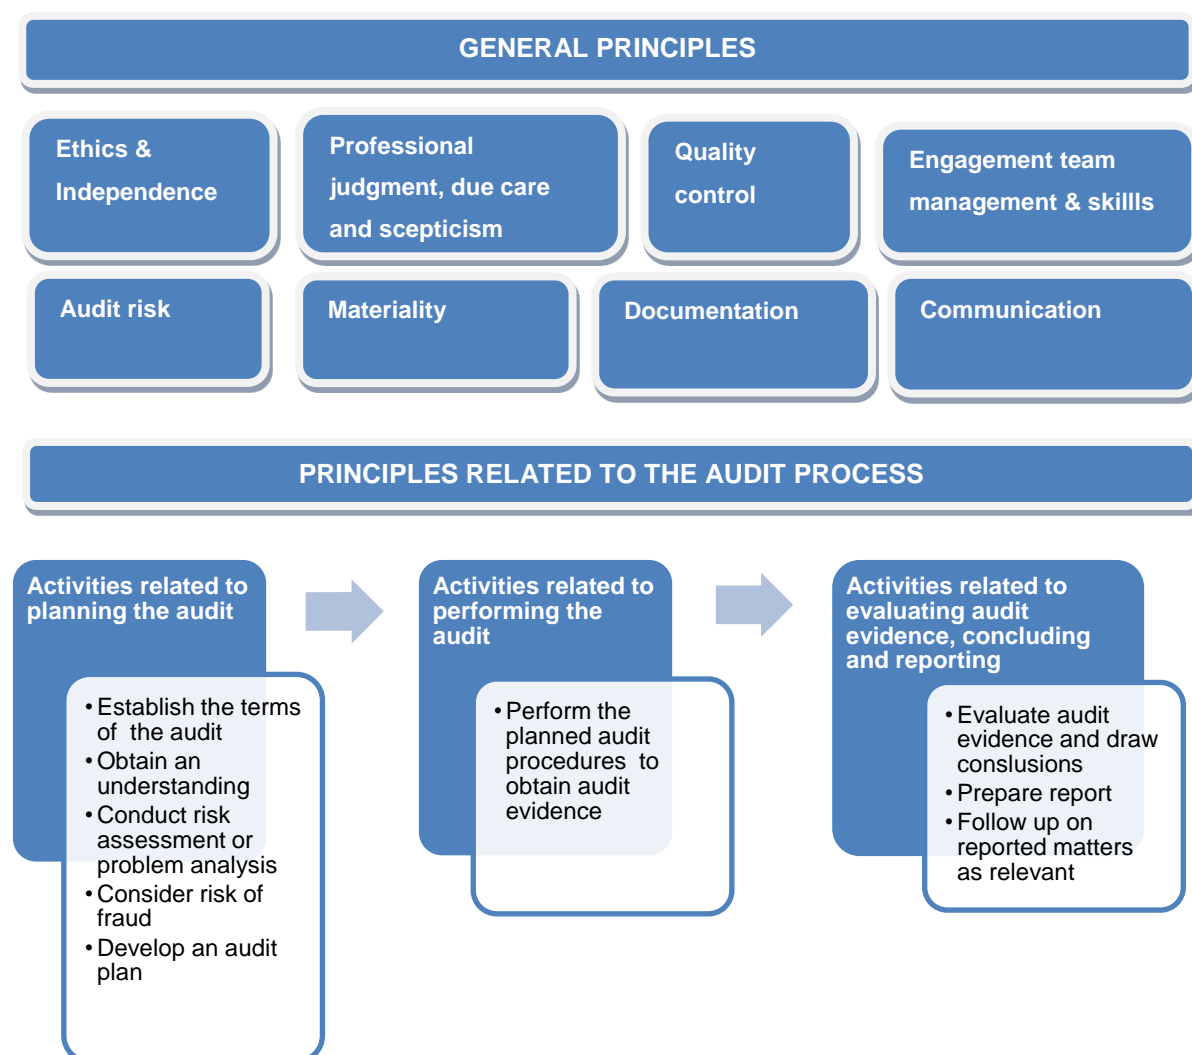 GENERAL PRINCIPLES
Ethics &
Independence
Professional
judgment, due care
and scepticism
Quality
control
Engagement team
management & skillls
Audit risk
Materiality
Documentation
Communication
PRINCIPLES RELATED TO THE AUDIT PROCESS
Activities related to
planning the audit
• Establish the terms
of the audit
• Obtain an
understanding
• Conduct risk
assessment or
problem analysis
• Consider risk of
fraud
• Develop an audit
plan
Activities related to
performing the
audit
• Perform the
planned audit
procedures to
obtain audit
evidence
Activities related to
evaluating audit
evidence, concluding
and reporting
• Evaluate audit
evidence and draw
conslusions
• Prepare report
• Follow up on
reported matters
as relevant